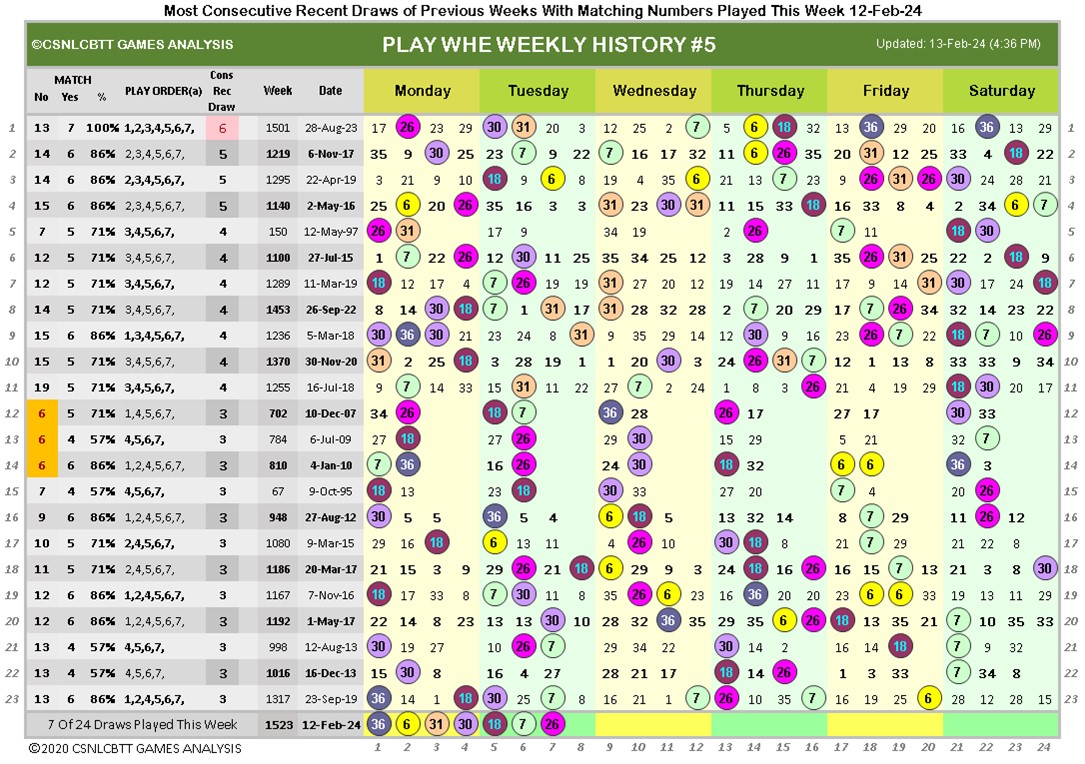 Most Consecutive Recent Draws of Previous Weeks With Matching Numbers Played This Week 12-Feb-24
©CSNLCBTT GAMES ANALYSIS PLAY WHE WEEKLY HISTORY #5 Updated: 13-Feb-24 (4:36 PM)
No MATCH Yes % PLAY ORDER(a) Cons Rec Draw Week Date Monday Tuesday Wednesday Thursday Friday Saturday
1 13 7 100% 1,2,3,4,5,6,7, 6 1501 28-Aug-23 17 26 23 29 30 31 20 3 12 25 2 7 5 6 18 32 13 36 29 20 16 36 13 29 1
2 14 6 86% 2,3,4,5,6,7, 5 1219 6-Nov-17 35 9 30 25 23 7 9 22 7 16 17 32 11 6 26 35 20 31 12 25 33 4 18 22 2
3 14 6 86% 2,3,4,5,6,7, 5 1295 22-Apr-19 3 21 9 10 18 9 6 8 19 4 35 6 21 13 7 23 9 26 31 26 30 24 28 21 3
4 15 6 86% 2,3,4,5,6,7, 5 1140 2-May-16 25 6 20 26 35 16 3 3 31 23 30 31 11 15 33 18 16 33 8 4 2 34 6 7 4
5 7 5 71% 3,4,5,6,7, 4 150 12-May-97 26 31 17 9 34 19 2 26 7 11 18 30 5
6 12 5 71% 3,4,5,6,7, 4 1100 27-Jul-15 1 7 22 26 12 30 11 25 35 34 25 12 3 28 9 1 35 26 31 25 22 2 18 9 6
7 12 5 71% 3,4,5,6,7, 4 1289 11-Mar-19 18 12 17 4 7 26 19 19 31 27 20 12 19 14 27 11 17 9 14 31 30 17 24 18 7
8 14 5 71% 3,4,5,6,7, 4 1453 26-Sep-22 8 14 30 18 7 1 31 17 31 28 32 28 2 7 20 29 17 7 26 34 32 14 23 22 8
9 15 6 86% 1,3,4,5,6,7, 4 1236 5-Mar-18 30 36 30 21 23 24 8 31 9 35 29 14 12 30 9 16 23 26 7 22 18 7 10 26 9
10 15 5 71% 3,4,5,6,7, 4 1370 30-Nov-20 31 2 25 18 3 28 19 1 1 20 30 3 24 26 31 7 12 1 13 8 33 33 9 34 10
11 19 5 71% 3,4,5,6,7, 4 1255 16-Jul-18 9 7 14 33 15 31 11 22 27 7 2 24 1 8 3 26 21 4 19 29 18 30 20 17 11
12 6 5 71% 1,4,5,6,7, 3 702 10-Dec-07 34 26 18 7 36 28 26 17 27 17 30 33 12
13 6 4 57% 4,5,6,7, 3 784 6-Jul-09 27 18 27 26 29 30 15 29 5 21 32 7 13
14 6 6 86% 1,2,4,5,6,7, 3 810 4-Jan-10 7 36 16 26 24 30 18 32 6 6 36 3 14
15 7 4 57% 4,5,6,7, 3 67 9-Oct-95 18 13 23 18 30 33 27 20 7 4 20 26 15
16 9 6 86% 1,2,4,5,6,7, 3 948 27-Aug-12 30 5 5 36 5 4 6 18 5 13 32 14 8 7 29 11 26 12 16
17 10 5 71% 2,4,5,6,7, 3 1080 9-Mar-15 29 16 18 6 13 11 4 26 10 30 18 8 21 7 29 21 22 8 17
18 11 5 71% 2,4,5,6,7, 3 1186 20-Mar-17 21 15 3 9 29 26 21 18 6 29 9 3 24 18 16 26 16 15 7 13 21 3 8 30 18
19 12 6 86% 1,2,4,5,6,7, 3 1167 7-Nov-16 18 17 33 8 7 30 11 8 35 26 6 23 16 36 20 20 33 6 6 33 19 13 11 29 19
20 12 6 86% 1,2,4,5,6,7, 3 1192 1-May-17 22 14 8 23 13 13 30 10 28 32 36 35 29 35 6 26 18 13 35 21 7 10 35 33 20
21 13 4 57% 4,5,6,7, 3 998 12-Aug-13 30 19 27 10 26 7 29 34 22 30 14 2 16 14 18 7 9 32 21
22 13 4 57% 4,5,6,7, 3 1016 16-Dec-13 15 30 8 16 4 27 28 21 17 18 14 26 1 3 33 7 34 8 22
23 13 6 86% 1,2,4,5,6,7, 3 1317 23-Sep-19 36 14 1 18 30 25 7 8 16 21 1 7 26 10 35 7 16 19 25 6 28 12 28 15 23
7 Of 24 Draws Played This Week 1523 12-Feb-24 36 6 31 30 18 7 26
©2020 CSNLCBTT GAMES ANALYSIS 1 2 3 4 5 6 7 8 9 10 11 12 13 14 15 16 17 18 19 20 21 22 23 24